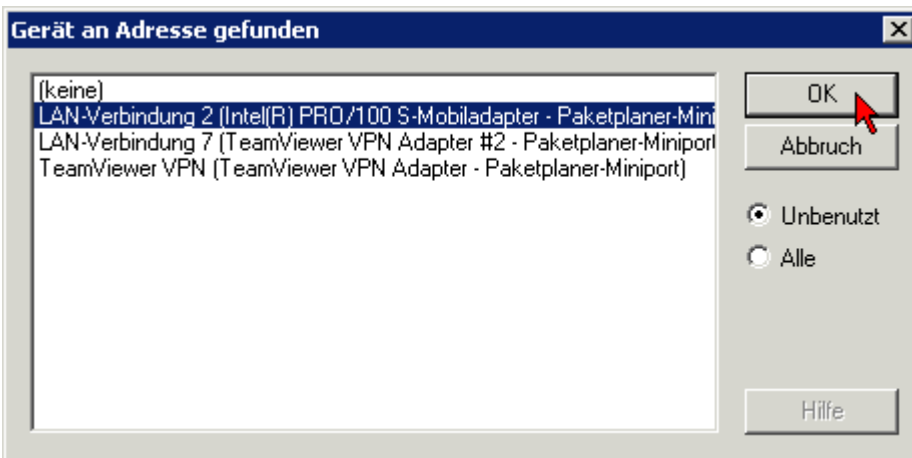 Gerät an Adresse gefunden
(keine)
LAN-Verbindung 2 (Intel(R) PRO/100 S-Mobiladapter - Paketplaner-Mini
LAN-Verbindung 7 (TeamViewer VPN Adapter #2 - Paketplaner-Miniport
TeamViewer VPN (TeamViewer VPN Adapter - Paketplaner-Miniport)
OK
Abbruch
Unbenutzt
Alle
Hilfe